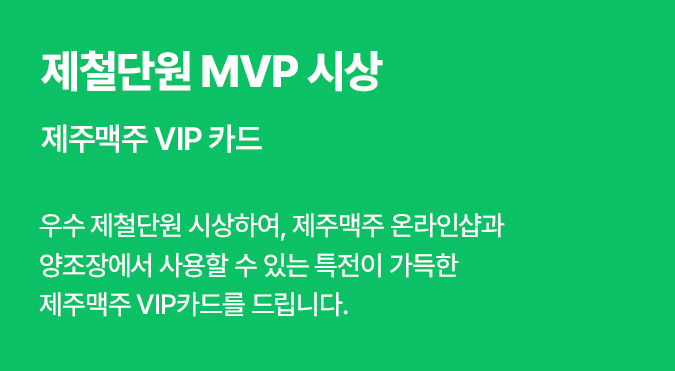 제철단원 MVP 시상
제주맥주 VIP 카드
우수 제철단원 시상하여, 제주맥주 온라인샵과
양조장에서 사용할 수 있는 특전이 가득한
제주맥주 VIP카드를 드립니다.